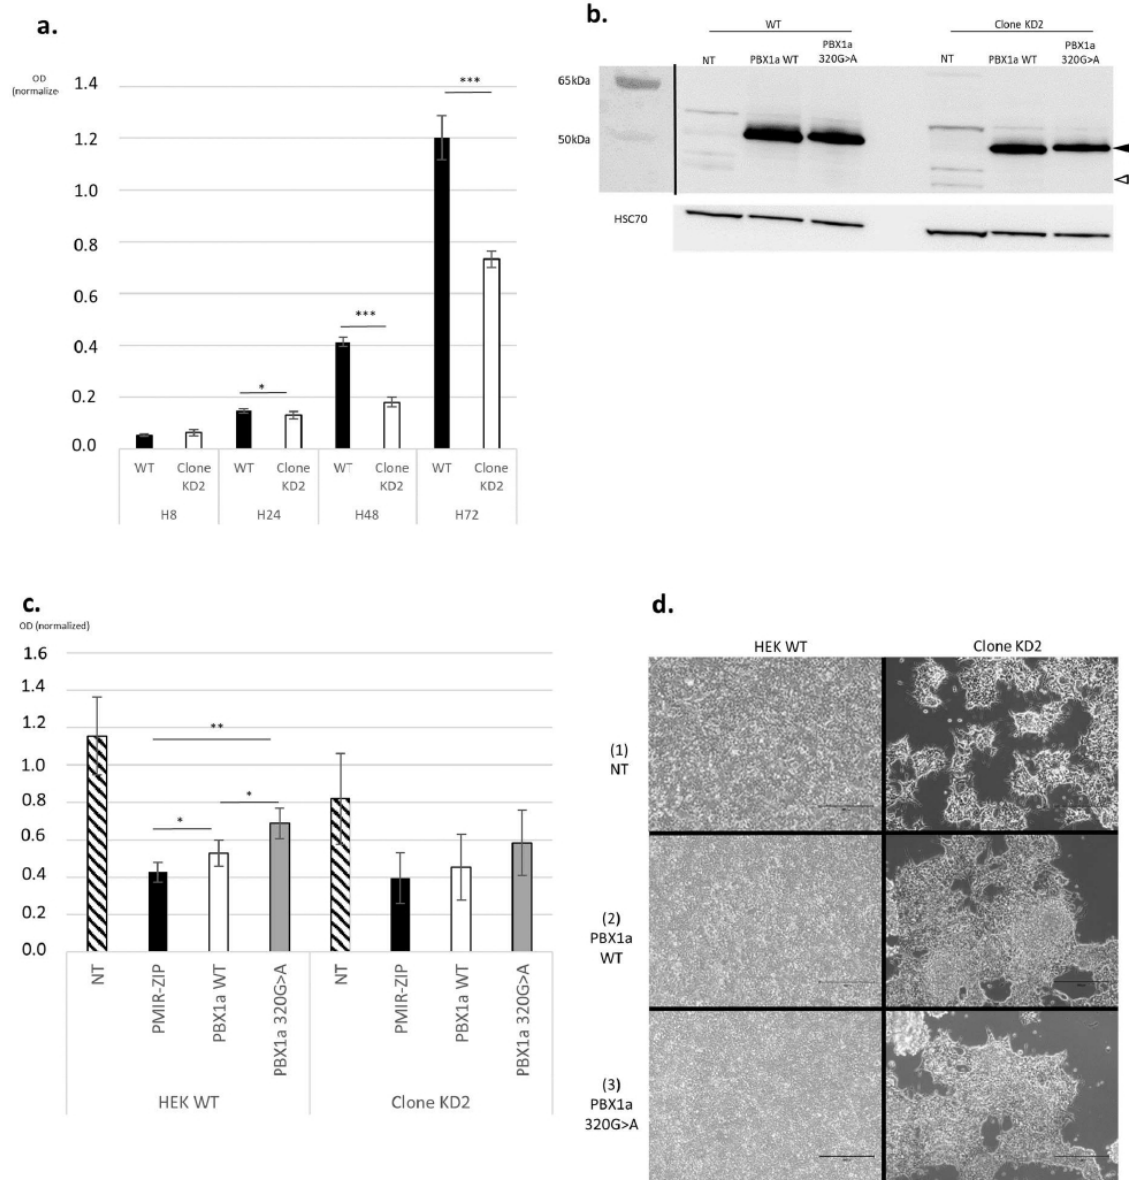 a.
OD
(normalize
1.4
1.2
1.0
0.8
0.6
0.4
0.2
0.0
*
***
***
WT
Clone
KD2
WT
Clone
KD2
WT
Clone
KD2
WT
Clone
KD2
H8
H24
H48
H72
b.
WT
Clone KD2
NT
PBX1a WT
PBX1a
320G>A
NT
PBX1a WT
PBX1a
320G>A
65kDa
50kDa
HSC70
c.
OD (normalized)
1.6
1.4
1.2
1.0
0.8
0.6
0.4
0.2
0.0
**
*
*
NT
PMIR-ZIP
PBX1a WT
PBX1a 320G>A
NT
PMIR-ZIP
PBX1a WT
PBX1a 320G>A
HEK WT
Clone KD2
d.
HEK WT
Clone KD2
(1)
NT
(2)
PBX1a
WT
(3)
PBX1a
320G>A